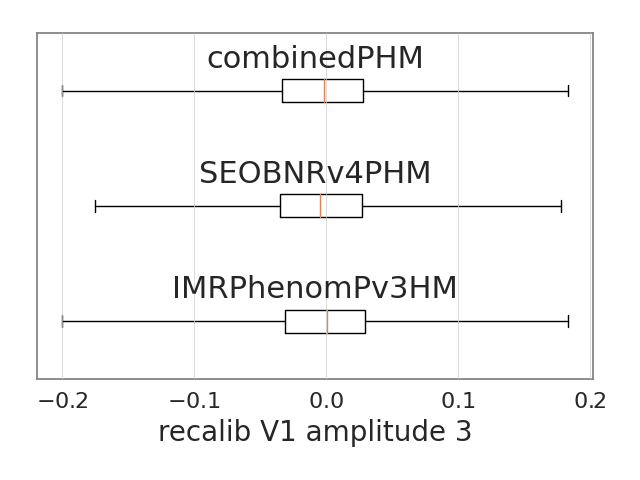 combinedPHM
SEOBNRv4PHM
IMRPhenomPv3HM
−0.2 −0.1 0.0 0.1 0.2
recalib V1 amplitude 3